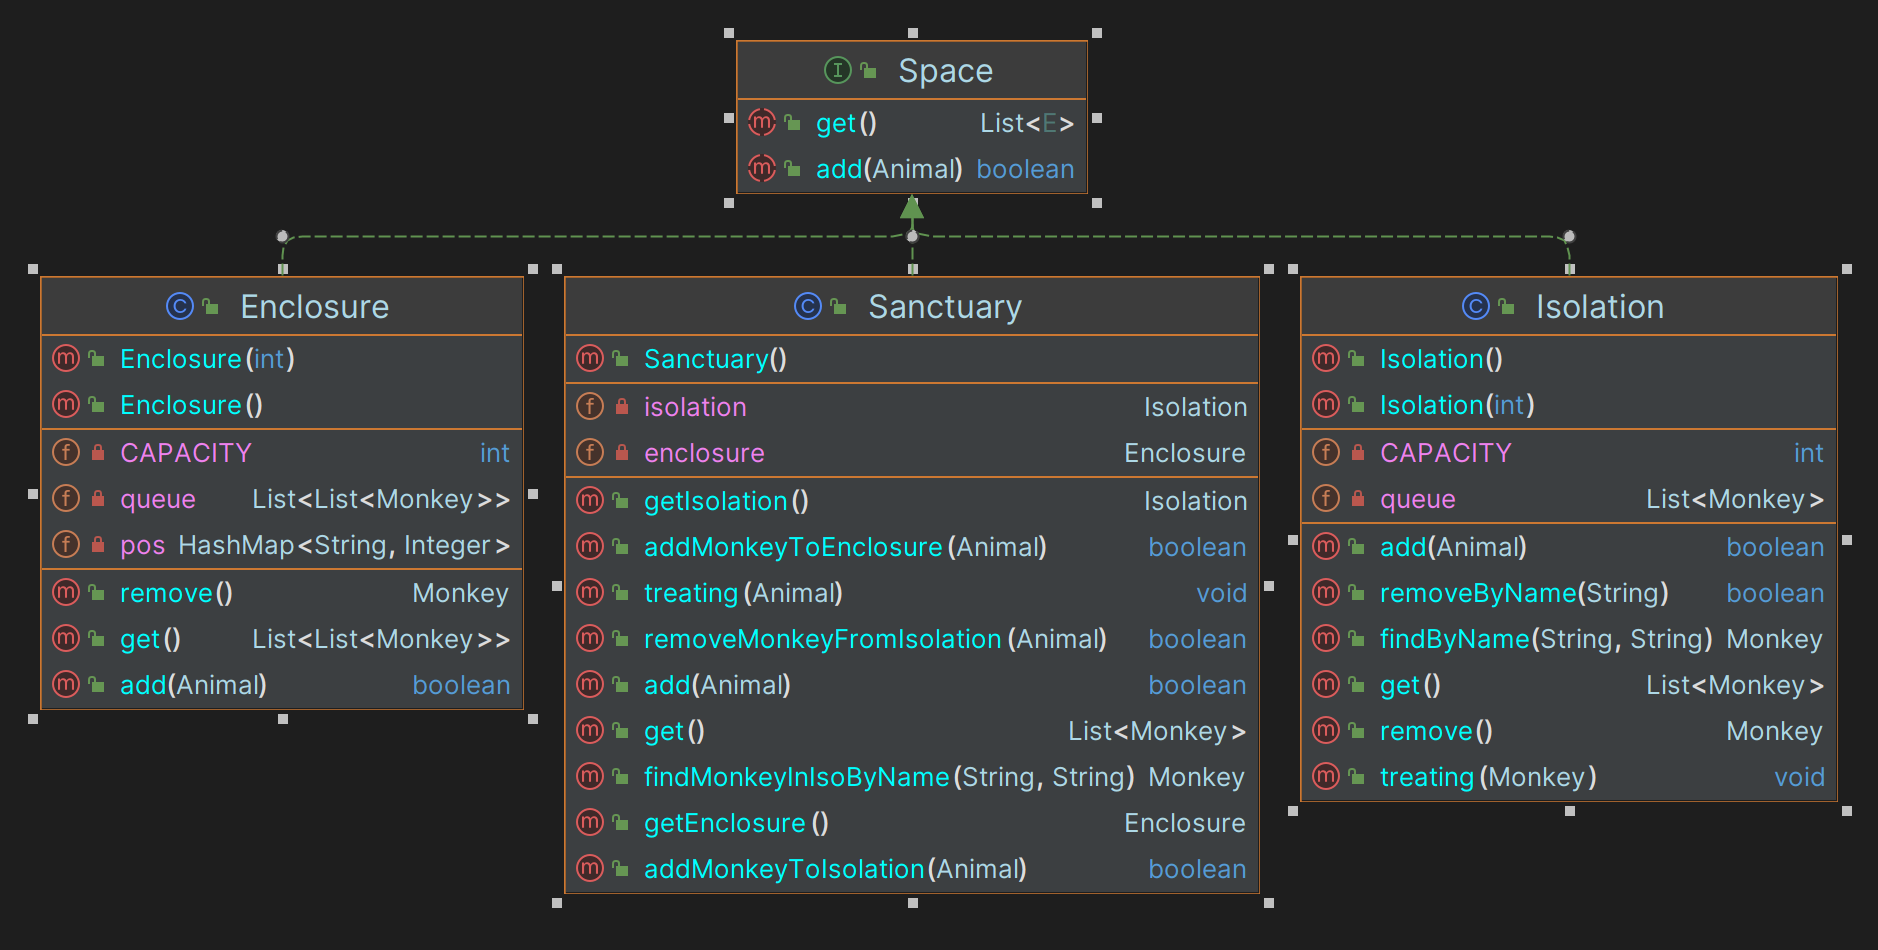 Space
get() List<E>
add(Animal) boolean
Enclosure
Enclosure(int)
Enclosure()
CAPACITY int
queue List<List<Monkey>>
pos HashMap<String, Integer>
remove() Monkey
get() List<List<Monkey>>
add(Animal) boolean
Sanctuary
Sanctuary()
isolation Isolation
enclosure Enclosure
getIsolation() Isolation
addMonkeyToEnclosure(Animal) boolean
treating(Animal) void
removeMonkeyFromIsolation(Animal) boolean
add(Animal) boolean
get() List<Monkey>
findMonkeyInIsoByName(String, String) Monkey
getEnclosure() Enclosure
addMonkeyToIsolation(Animal) boolean
Isolation
Isolation()
Isolation(int)
CAPACITY int
queue List<Monkey>
add(Animal) boolean
removeByName(String) boolean
findByName(String, String) Monkey
get() List<Monkey>
remove() Monkey
treating(Monkey) void